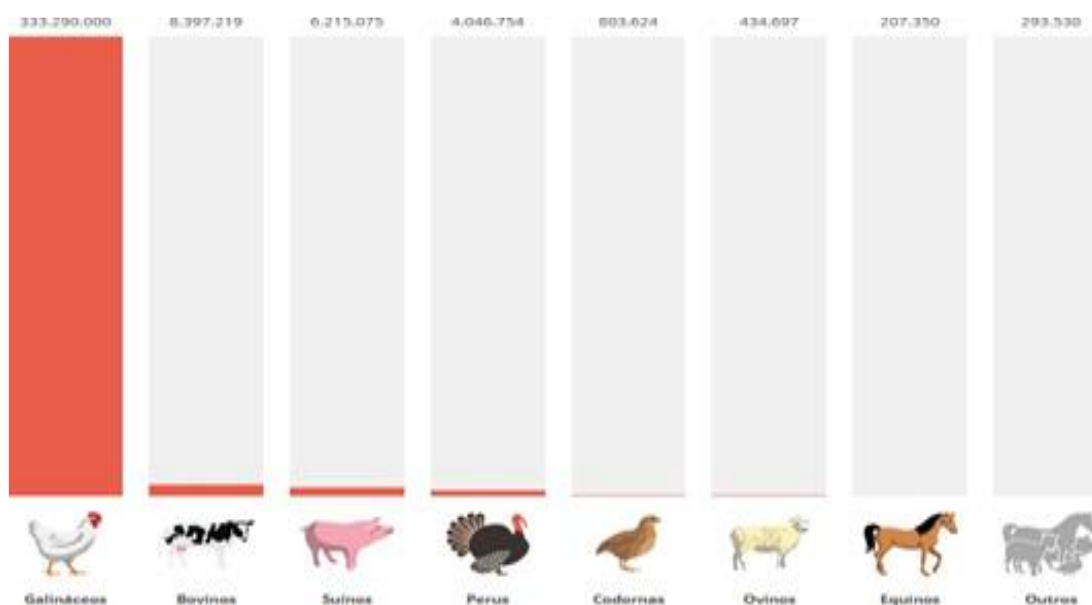 333.290.000 8.397.219 6.215.075 4.046.754 803.624 434.697 207.350 293.530
Galináceos Bovinos Suínos Perus Codornas Ovinos Equinos Outros